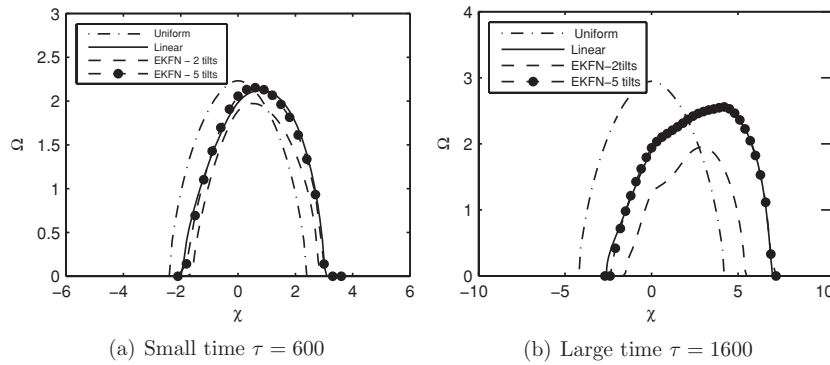 3
2.5
2
1.5
1
0.5
0
Ω
Uniform
Linear
EKFN – 2 tilts
EKFN – 5 tilts
−6 −4 −2 0 2 4 6
χ
(a) Small time τ = 600
4
3
2
1
0
Ω
Uniform
Linear
EKFN−2tilts
EKFN−5 tilts
−10 −5 0 5 10
χ
(b) Large time τ = 1600